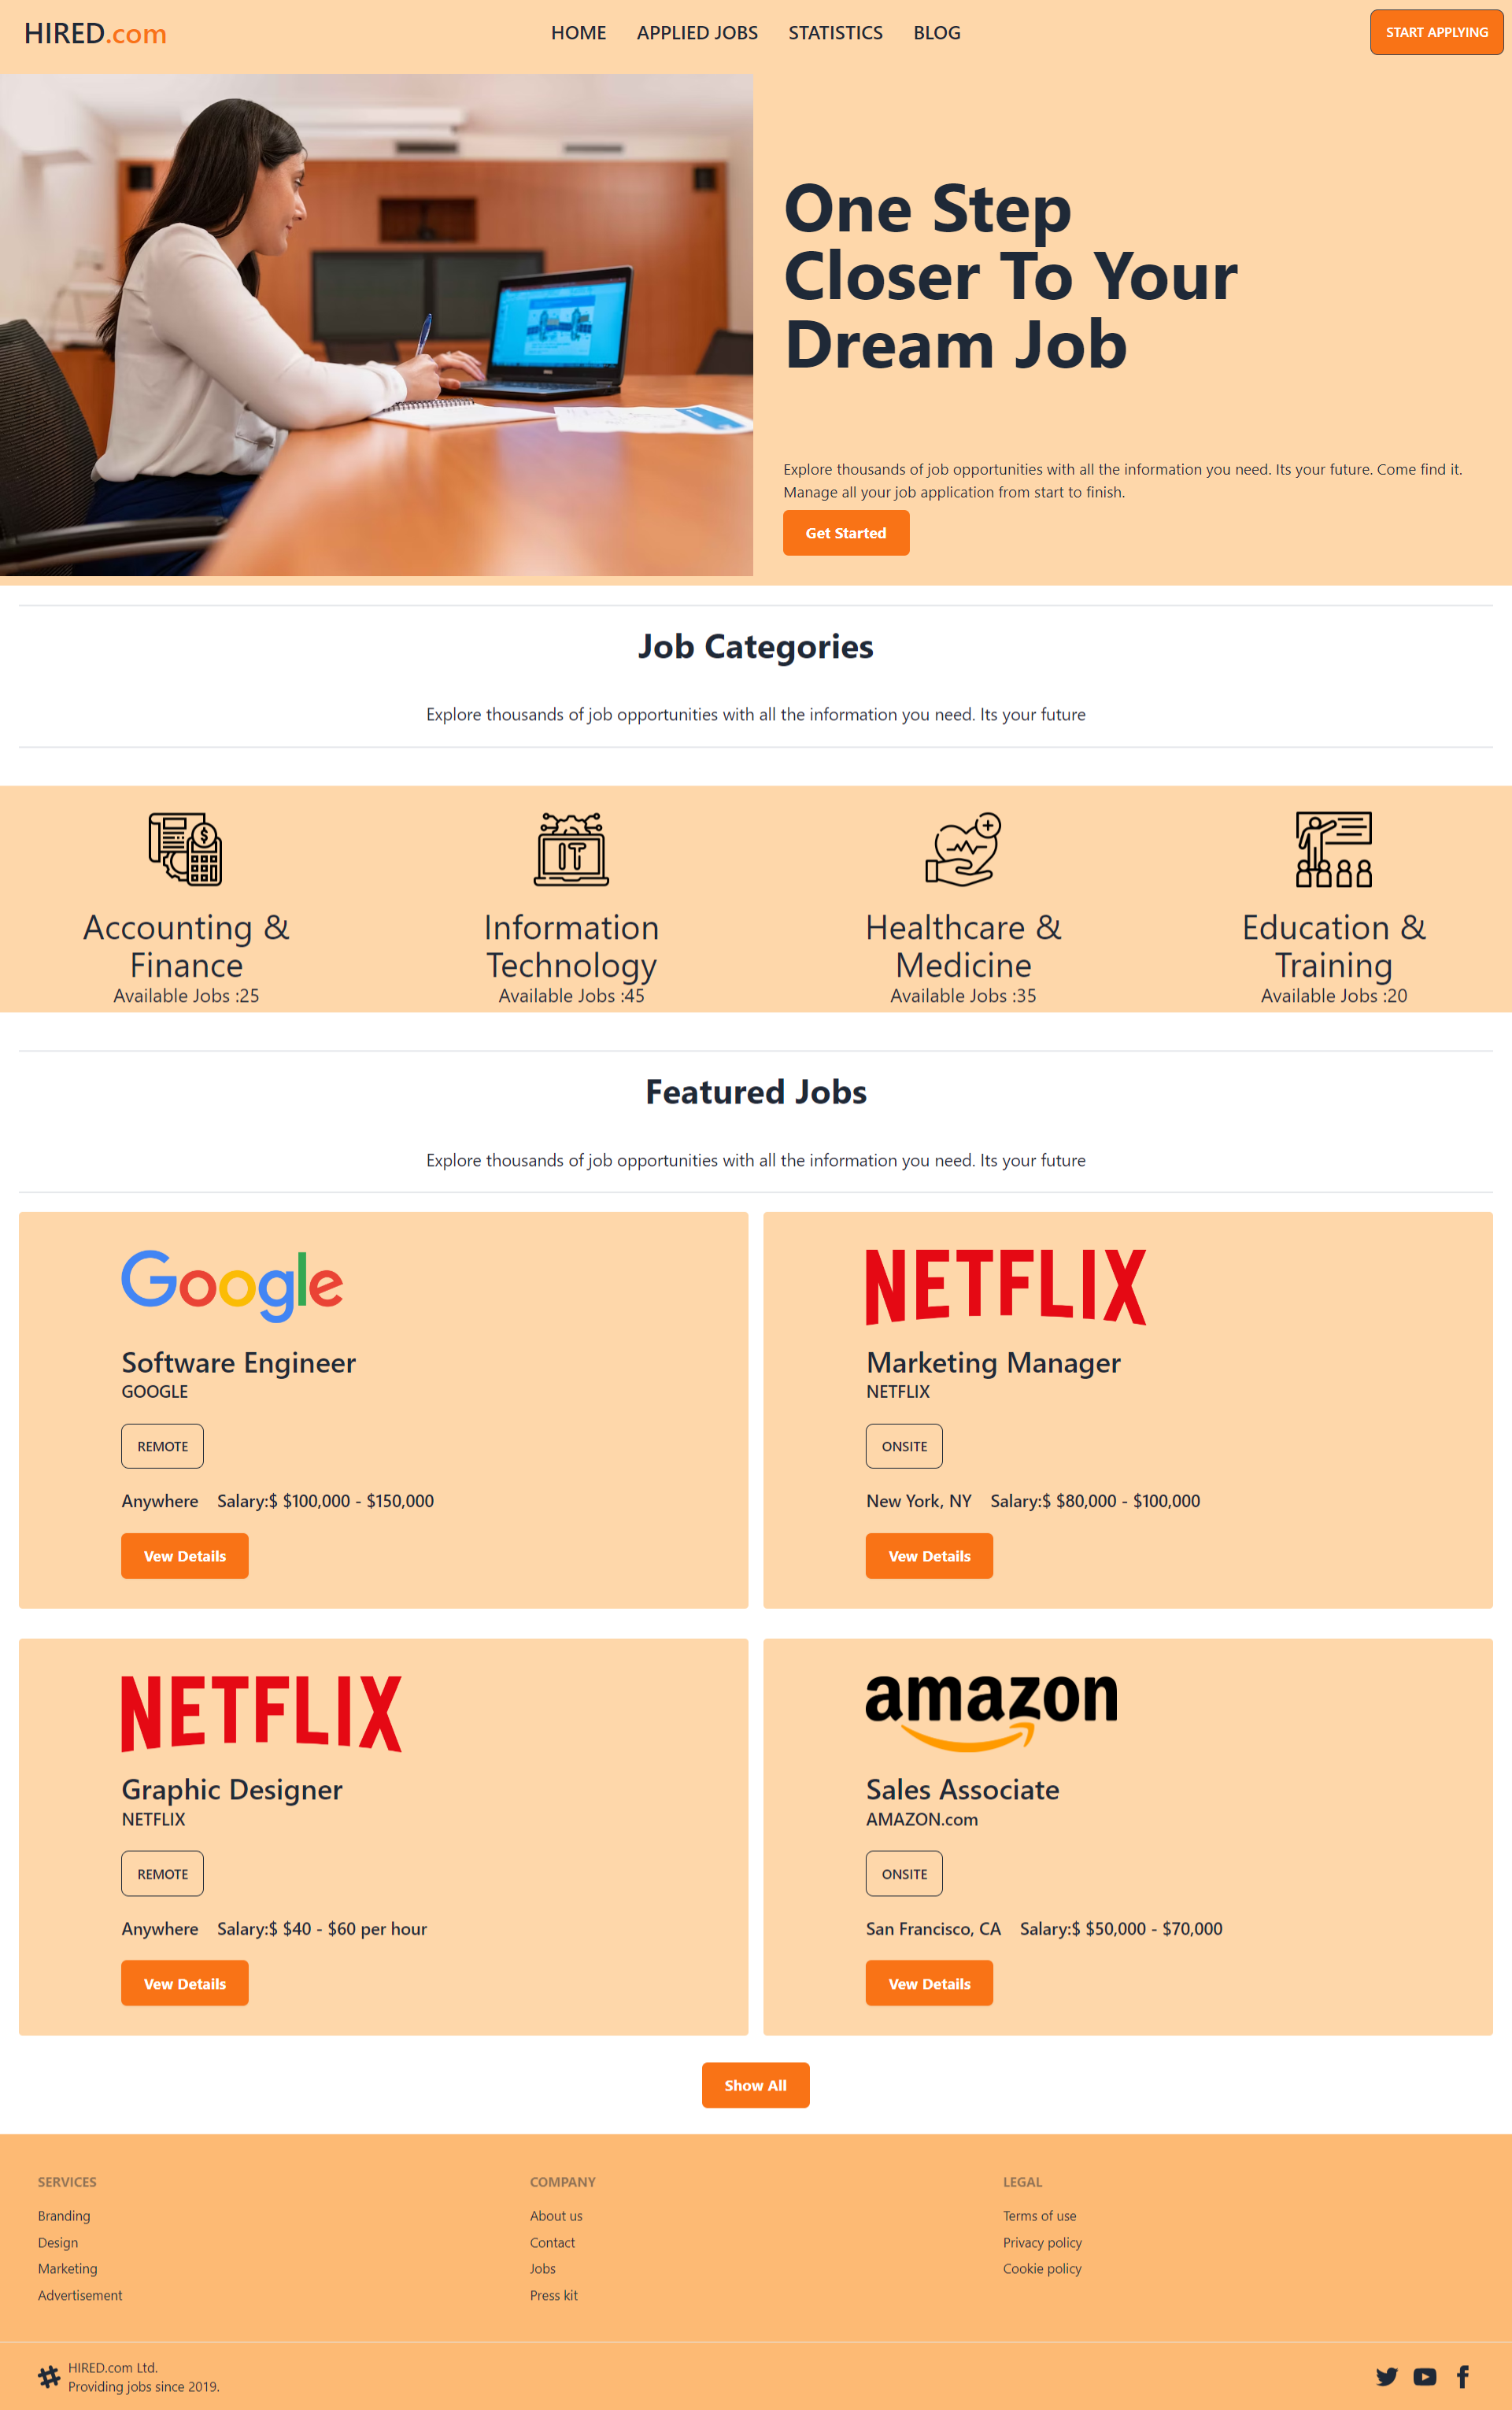 HIRED.com
HOME
APPLIED JOBS
STATISTICS
BLOG
START APPLYING
One Step
Closer To Your
Dream Job
Explore thousands of job opportunities with all the information you need. Its your future. Come find it.
Manage all your job application from start to finish.
Get Started
Job Categories
Explore thousands of job opportunities with all the information you need. Its your future
IT
Accounting &
Finance
Available Jobs :25
Information
Technology
Available Jobs :45
Healthcare &
Medicine
Available Jobs :35
Education &
Training
Available Jobs :20
Featured Jobs
Explore thousands of job opportunities with all the information you need. Its your future
Google
Software Engineer
GOOGLE
REMOTE
Anywhere Salary:$ $100,000 - $150,000
Vew Details
NETFLIX
Marketing Manager
NETFLIX
ONSITE
New York, NY Salary:$ $80,000 - $100,000
Vew Details
NETFLIX
Graphic Designer
NETFLIX
REMOTE
Anywhere Salary:$ $40 - $60 per hour
Vew Details
amazon
Sales Associate
AMAZON.com
ONSITE
San Francisco, CA Salary:$ $50,000 - $70,000
Vew Details
Show All
SERVICES
Branding
Design
Marketing
Advertisement
COMPANY
About us
Contact
Jobs
Press kit
LEGAL
Terms of use
Privacy policy
Cookie policy
HIRED.com Ltd.
Providing jobs since 2019.